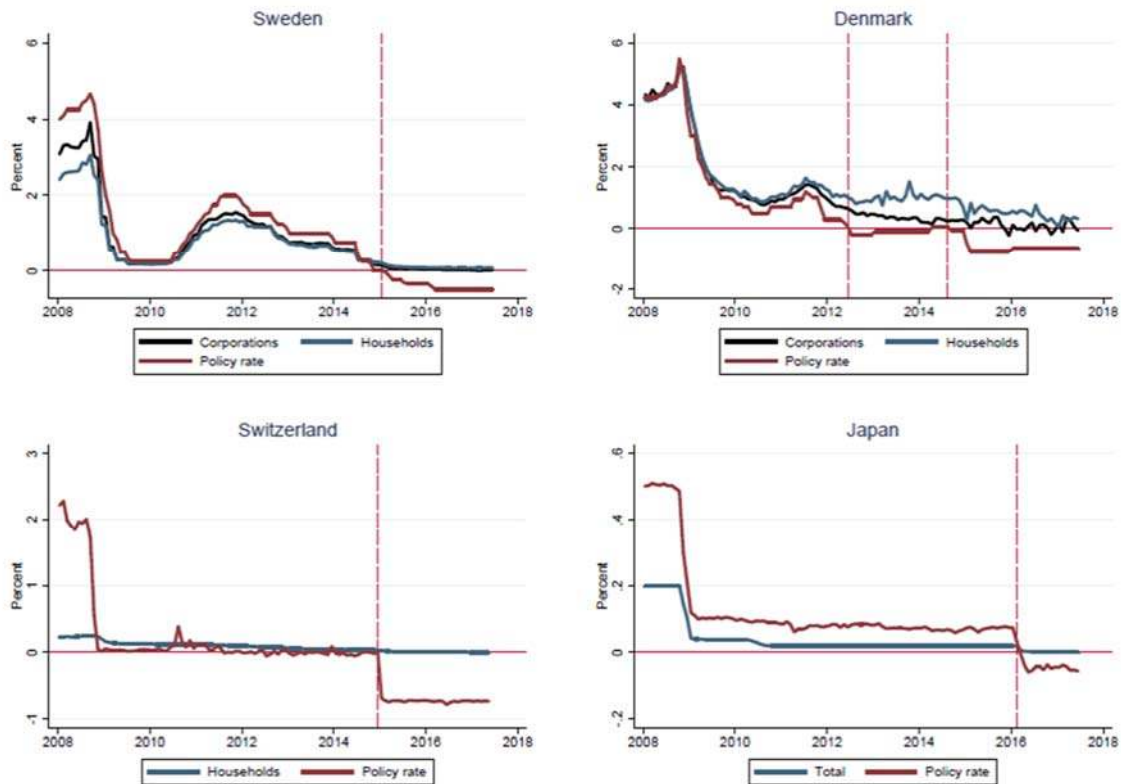 Sweden
Percent
6
4
2
0
2008 2010 2012 2014 2016 2018
Corporations Households
Policy rate
Denmark
Percent
6
4
2
0
-2
2008 2010 2012 2014 2016 2018
Corporations Households
Policy rate
Switzerland
Percent
3
2
1
0
-1
2008 2010 2012 2014 2016 2018
Households Policy rate
Japan
Percent
.6
.4
.2
0
-.2
2008 2010 2012 2014 2016 2018
Total Policy rate